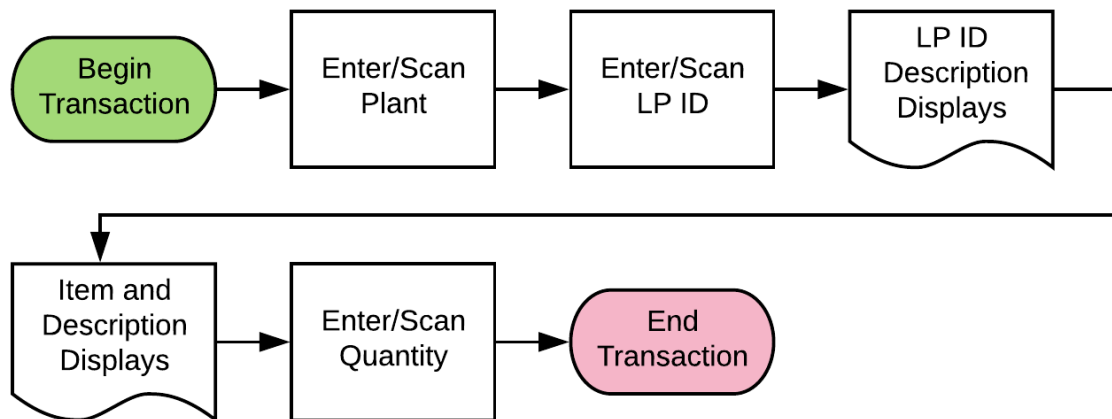 Begin
Transaction
Enter/Scan
Plant
Enter/Scan
LP ID
LP ID
Description
Displays
Item and
Description
Displays
Enter/Scan
Quantity
End
Transaction